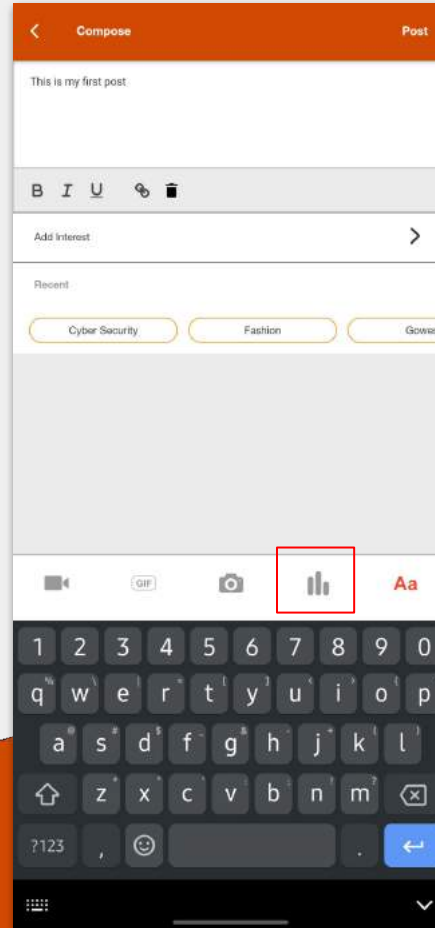 Compose Post
This is my first post
B I U
Add Interest
Recent
Cyber Security Fashion Gowe
GIF Aa
1 2 3 4 5 6 7 8 9 0
q w e r t y u i o p
a s d f g h j k l
z x c v b n m
?123 , .